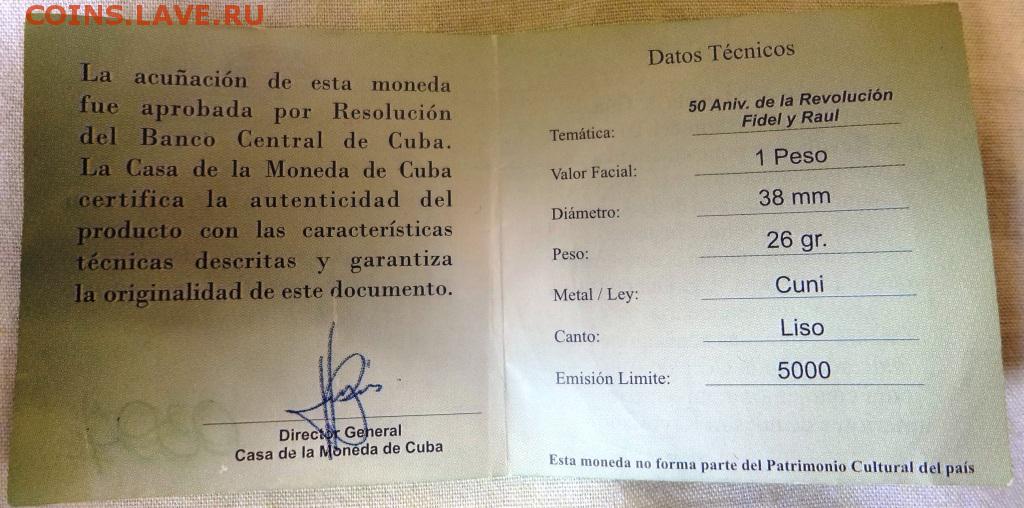 COINS.LAVE.RU
La acuñación de esta moneda
fue aprobada por Resolución
del Banco Central de Cuba.
La Casa de la Moneda de Cuba
certifica la autenticidad del
producto con las características
técnicas descritas y garantiza
la originalidad de este documento.
Director General
Casa de la Moneda de Cuba
Datos Técnicos
Temática: 50 Aniv. de la Revolución
Fidel y Raul
Valor Facial: 1 Peso
Diámetro: 38 mm
Peso: 26 gr.
Metal / Ley: Cuni
Canto: Liso
Emisión Limite: 5000
Esta moneda no forma parte del Patrimonio Cultural del país